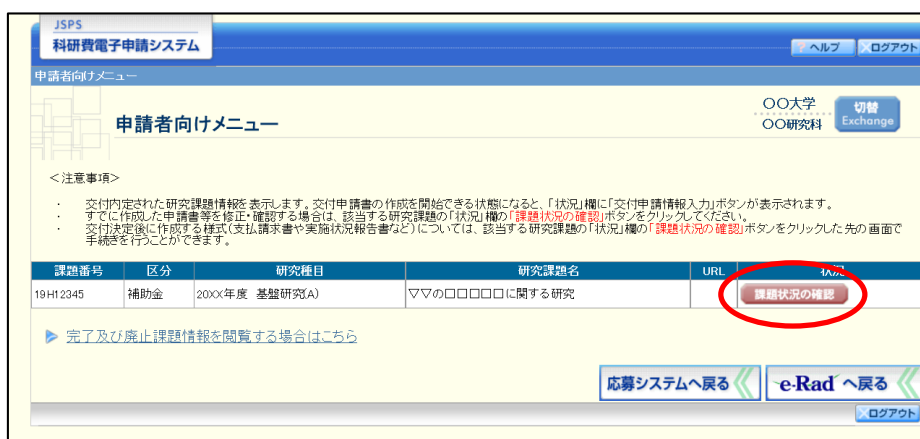 JSPS
科研費電子申請システム
? ヘルプ
ログアウト
申請者向けメニュー
〇〇大学
〇〇研究科
切替
Exchange
申請者向けメニュー
<注意事項>
・ 交付内定された研究課題情報を表示します。交付申請書の作成を開始できる状態になると、「状況」欄に「交付申請情報入力」ボタンが表示されます。
・ すでに作成した申請書等を修正・確認する場合は、該当する研究課題の「状況」欄の「課題状況の確認」ボタンをクリックしてください。
・ 交付決定後に作成する様式(支払請求書や実施状況報告書など)については、該当する研究課題の「状況」欄の「課題状況の確認」ボタンをクリックした先の画面で
手続きを行うことができます。
課題番号 区分 研究種目 研究課題名 URL 状況
19H12345 補助金 20XX年度 基盤研究(A) ▽▽の□□□□□に関する研究 課題状況の確認
完了及び廃止課題情報を閲覧する場合はこちら
応募システムへ戻る e-Rad へ戻る
ログアウト